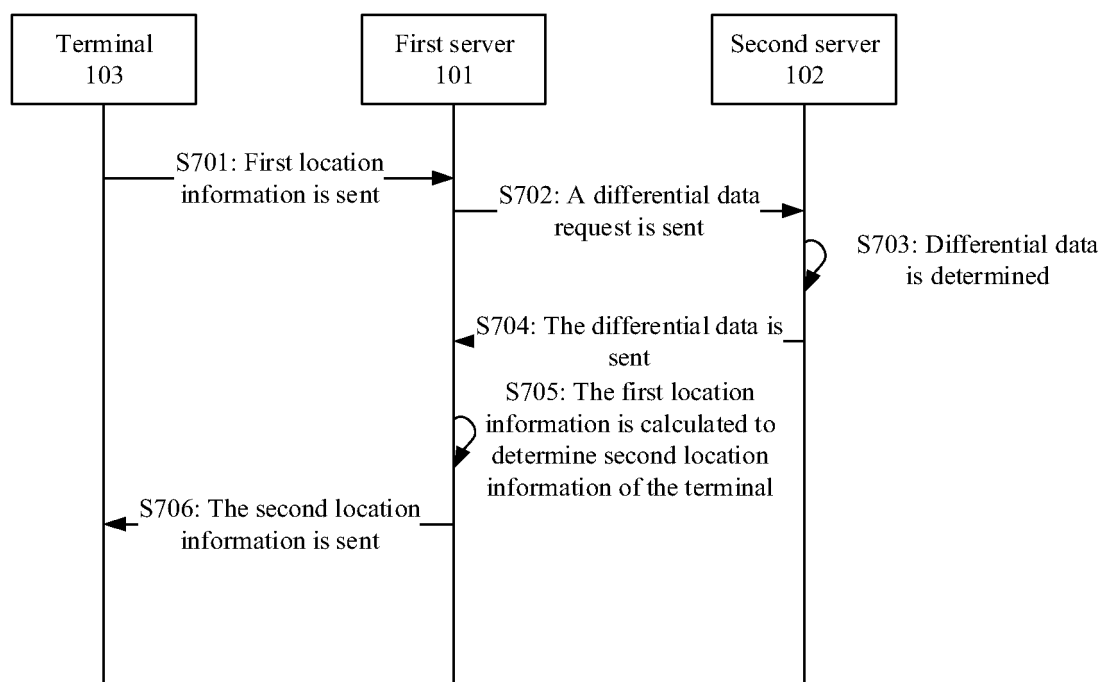 Terminal
103
First server
101
Second server
102
S701: First location
information is sent
S702: A differential data
request is sent
S703: Differential data
is determined
S704: The differential data is
sent
S705: The first location
information is calculated to
determine second location
information of the terminal
S706: The second location
information is sent